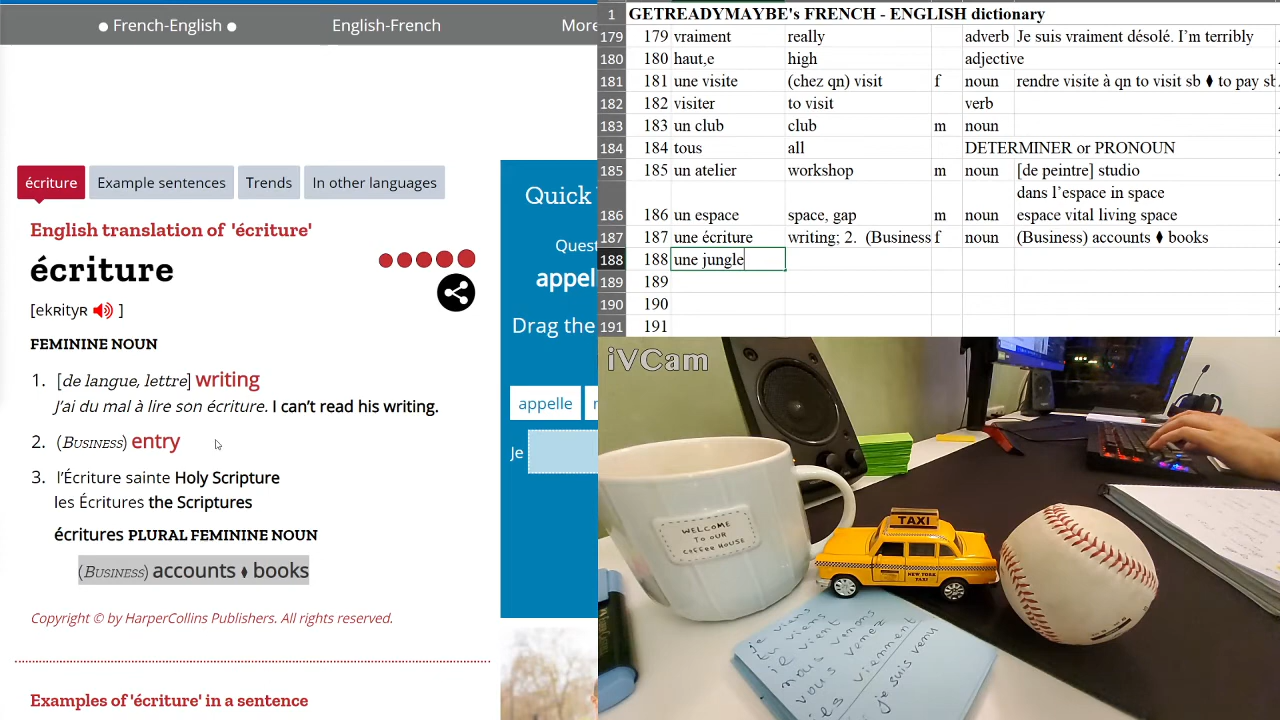 ● French-English ●
English-French
More
écriture
Example sentences
Trends
In other languages
English translation of 'écriture'
écriture
[ekʀityʀ ]
FEMININE NOUN
1. [de langue, lettre] writing
J'ai du mal à lire son écriture. I can't read his writing.
2. (BUSINESS) entry
3. l'Écriture sainte Holy Scripture
les Écritures the Scriptures
écritures PLURAL FEMININE NOUN
(BUSINESS) accounts ♦ books
Copyright © by HarperCollins Publishers. All rights reserved.
Examples of 'écriture' in a sentence
Quick
Quest
appel
Drag the
appelle
Je
1 GETREADYMAYBE's FRENCH - ENGLISH dictionary
179 179 vraiment really adverb Je suis vraiment désolé. I'm terribly
180 180 haut,e high adjective
181 181 une visite (chez qn) visit f noun rendre visite à qn to visit sb ♦ to pay sb
182 182 visiter to visit verb
183 183 un club club m noun
184 184 tous all DETERMINER or PRONOUN
185 185 un atelier workshop m noun [de peintre] studio
dans l'espace in space
186 186 un espace space, gap m noun espace vital living space
187 187 une écriture writing; 2. (Business f noun (Business) accounts ♦ books
188 188 une jungle
189 189
190 190
191 191
iVCam
WELCOME
TO OUR
COFFEE HOUSE
TAXI
NEW YORK
TAXI
je viens
tu viens
il vient
nous venons
vous venez
ils viennent
je suis venu